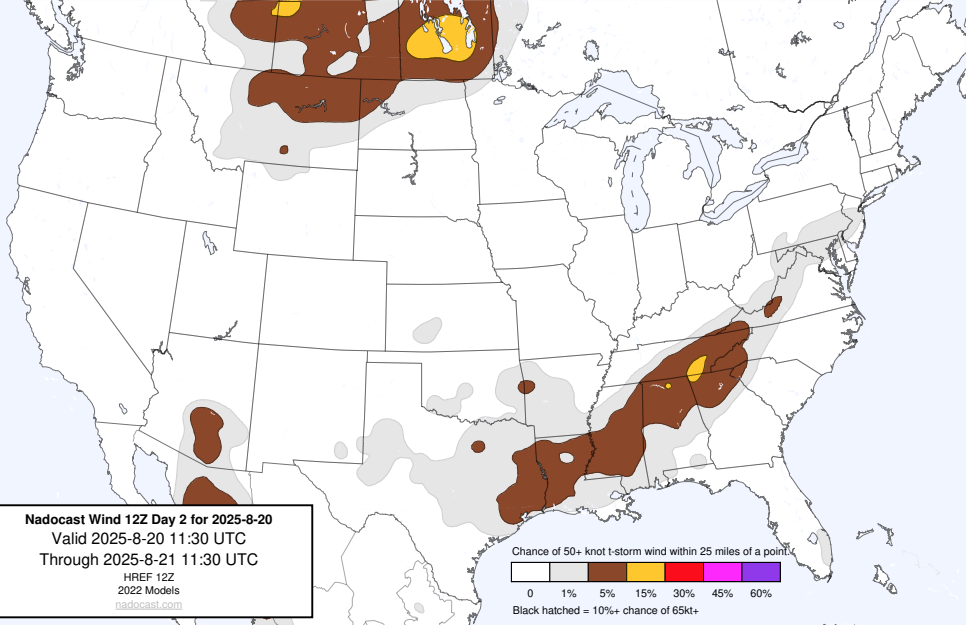 Nadocast Wind 12Z Day 2 for 2025-8-20
Valid 2025-8-20 11:30 UTC
Through 2025-8-21 11:30 UTC
HREF 12Z
2022 Models
nadocast.com
Chance of 50+ knot t-storm wind within 25 miles of a point.
0 1% 5% 15% 30% 45% 60%
Black hatched = 10%+ chance of 65kt+